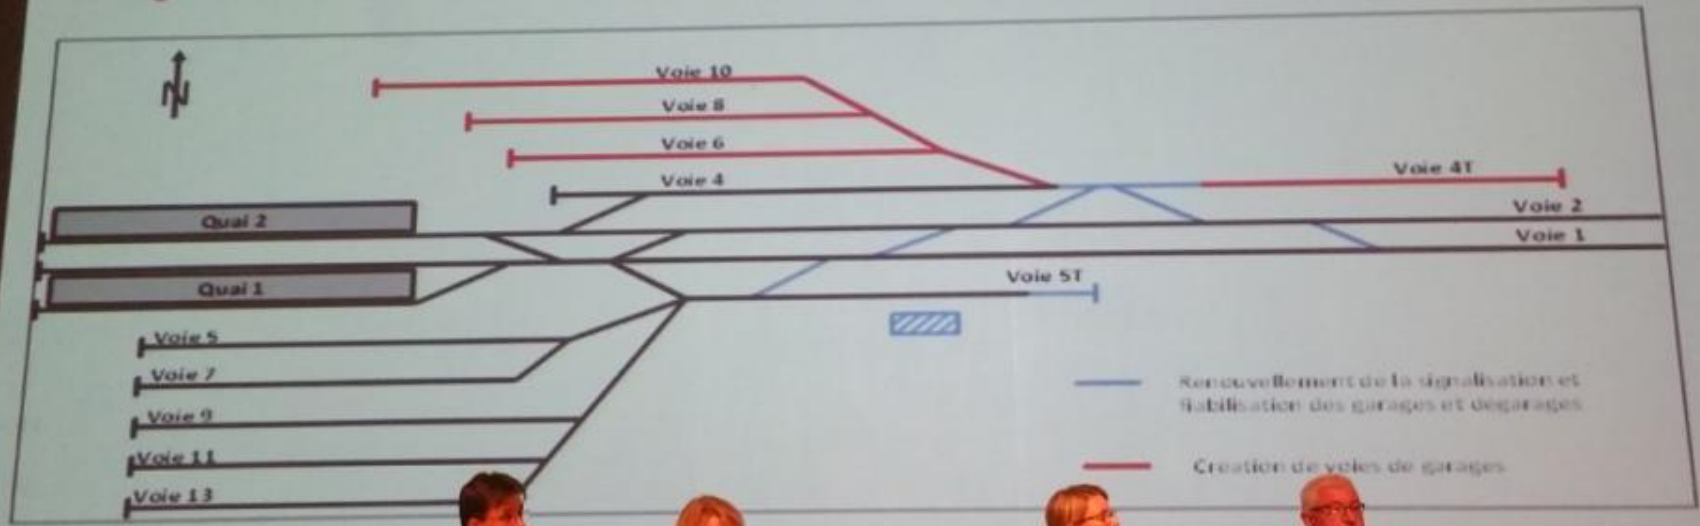 N
Voie 10
Voie 8
Voie 6
Voie 4
Voie 4T
Voie 2
Quai 2
Voie 1
Quai 1
Voie 5T
Voie 5
Voie 7
Voie 9
Voie 11
Voie 13
Renouvellement de la signalisation et
fiabilisation des garages et dégarages
Création de voies de garages